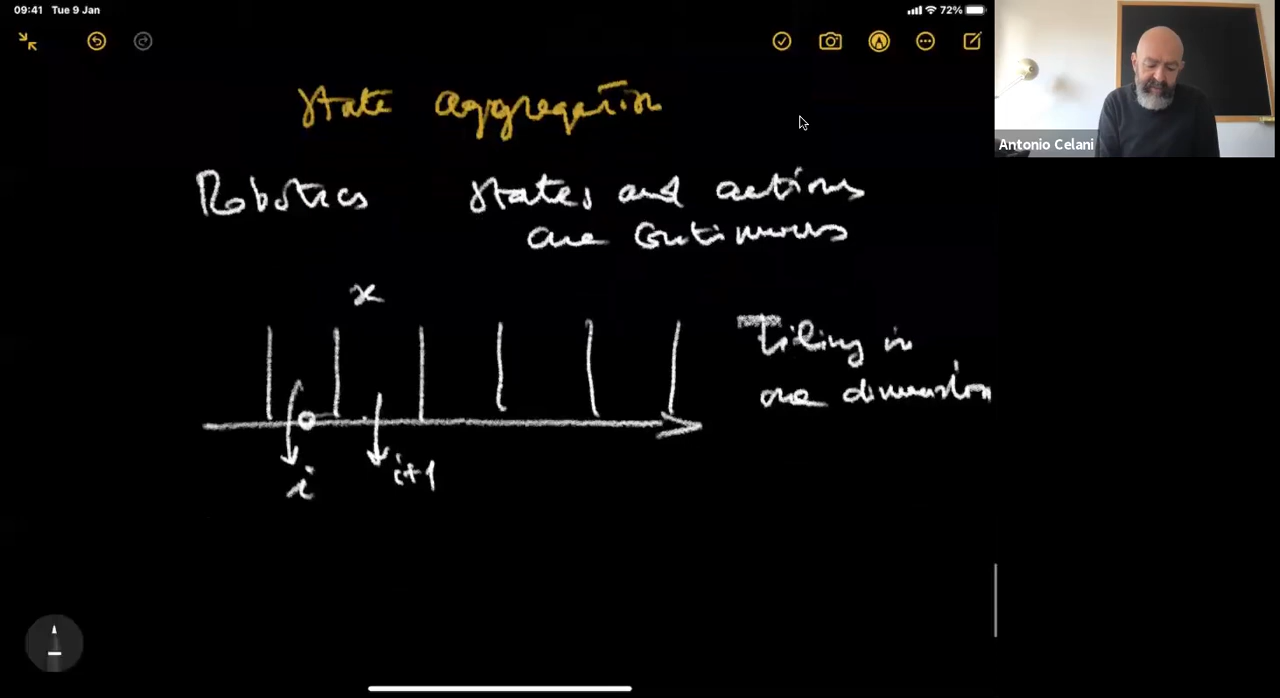 09:41 Tue 9 Jan
72%
State aggregation
Robotics States and actions
are continuous
x
Tiling in
one dimension
i
i+1
Antonio Celani